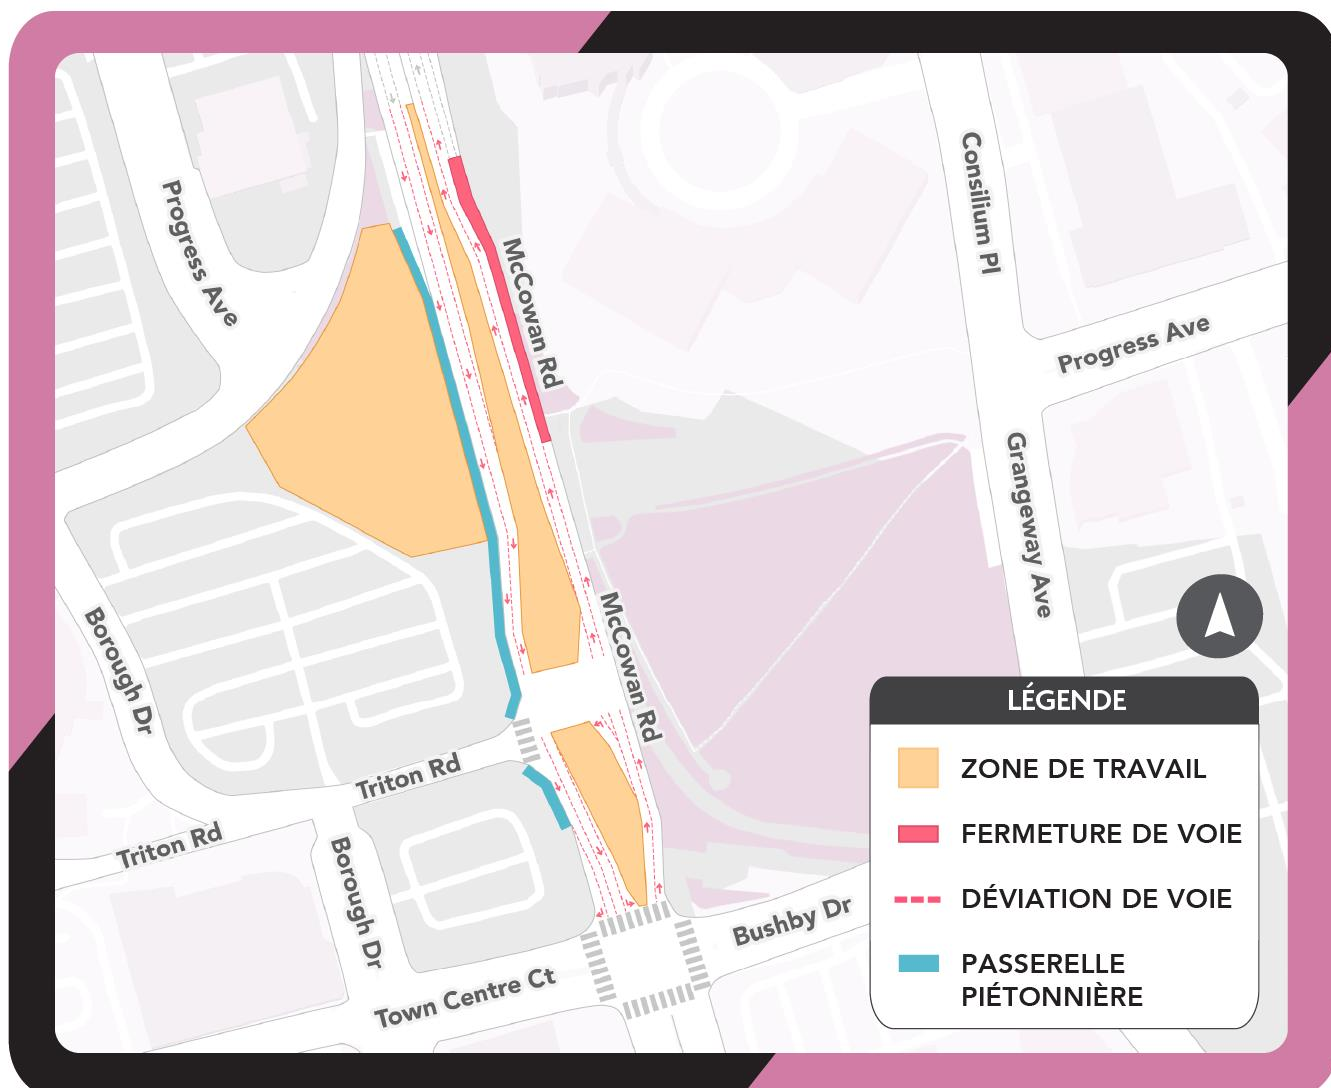 Progress Ave
McCowan Rd
Consilium Pl
Progress Ave
Grangeway Ave
McCowan Rd
Borough Dr
Triton Rd
Triton Rd
Borough Dr
Bushby Dr
Town Centre Ct
LÉGENDE
ZONE DE TRAVAIL
FERMETURE DE VOIE
DÉVIATION DE VOIE
PASSERELLE
PIÉTONNIÈRE